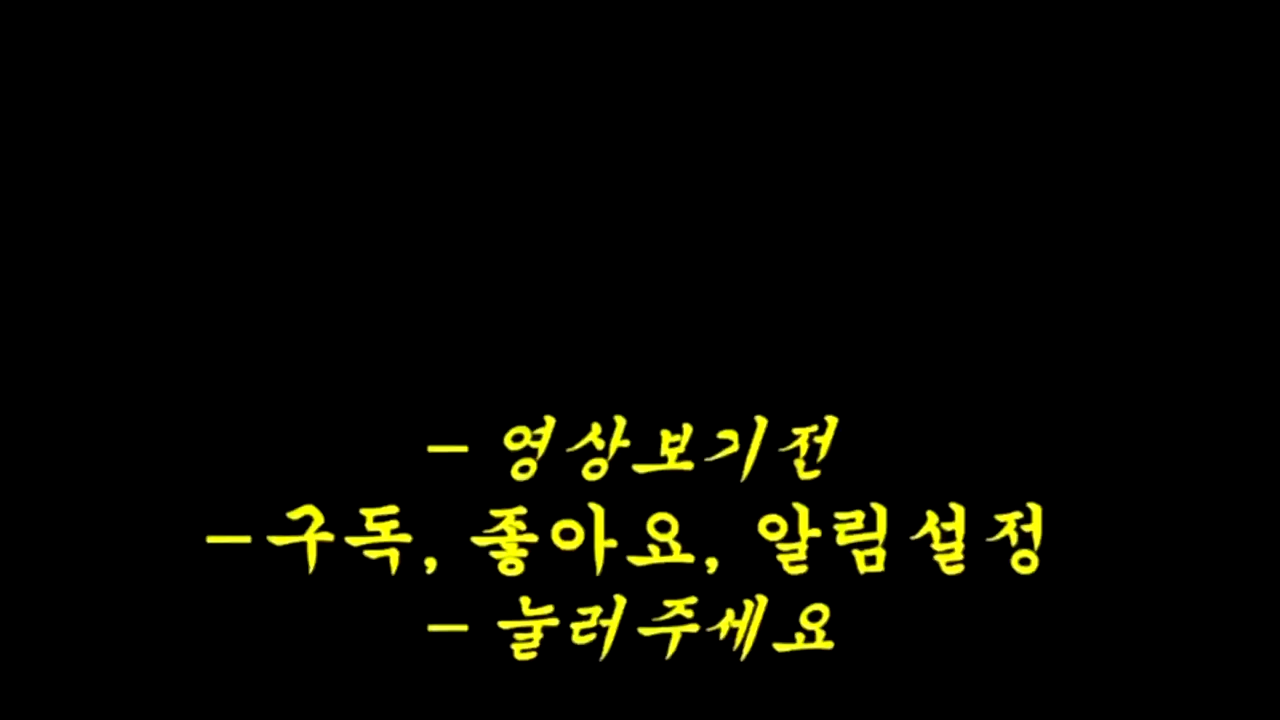 - 영상보기전
-구독, 좋아요, 알림설정
- 눌러주세요